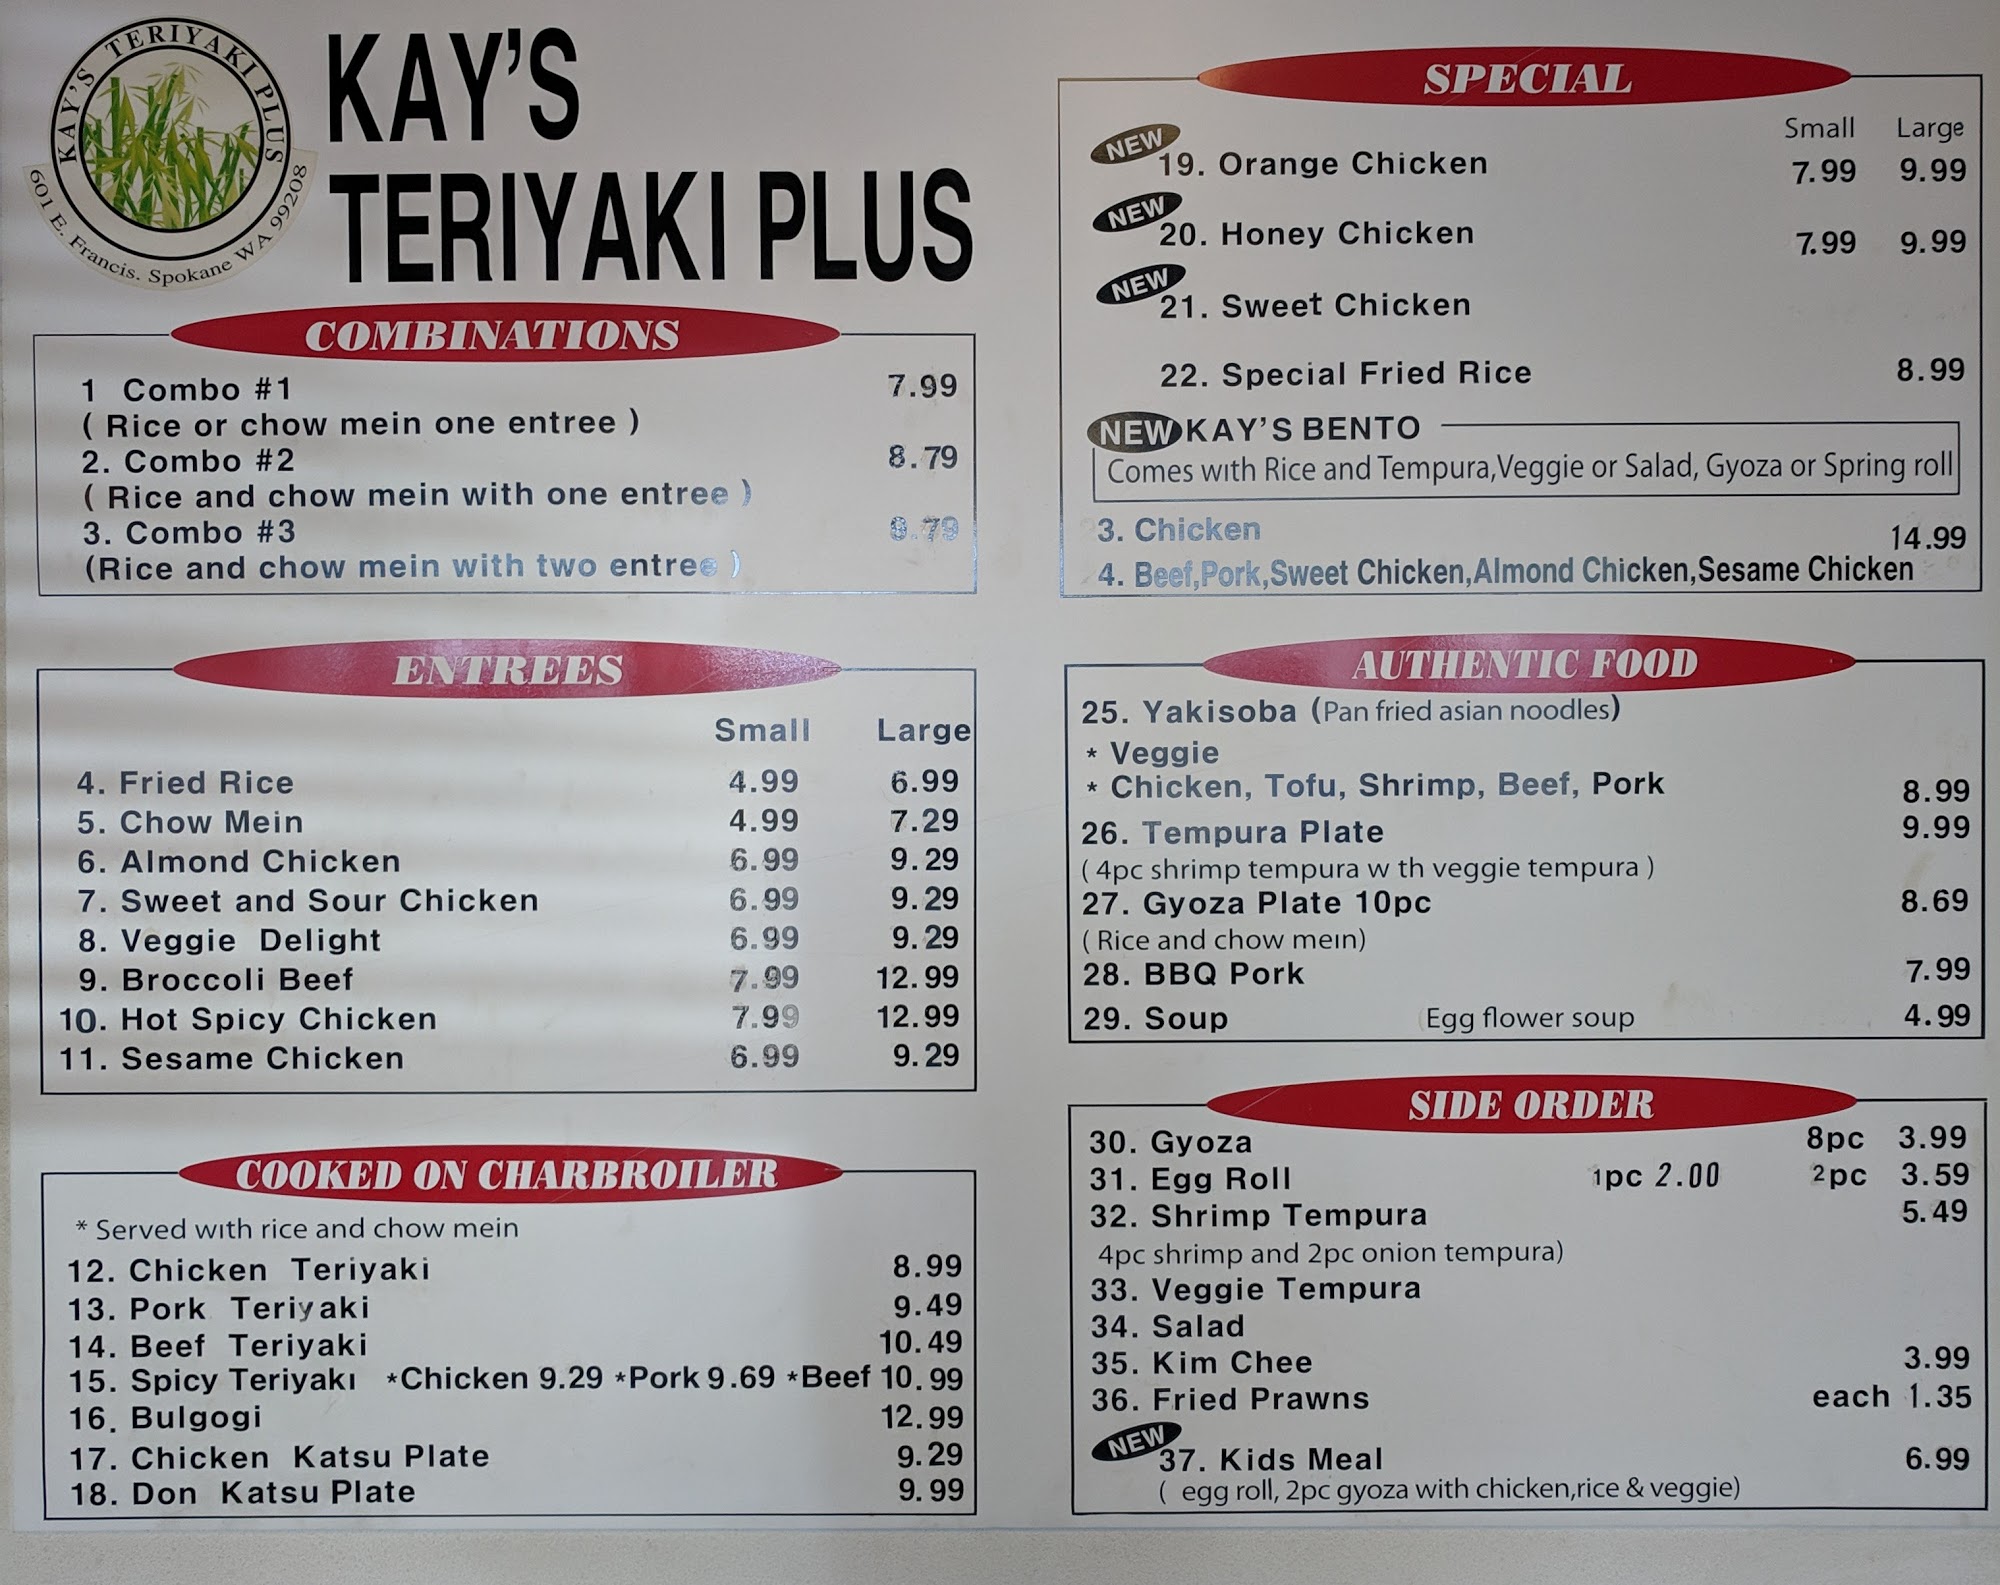 KAY'S TERIYAKI PLUS
601 E. Francis. Spokane WA 99208
KAY'S
TERIYAKI PLUS
COMBINATIONS
1 Combo #1 7.99
( Rice or chow mein one entree )
2. Combo #2 8.79
( Rice and chow mein with one entree )
3. Combo #3
(Rice and chow mein with two entree )
ENTREES
Small Large
4. Fried Rice 4.99 6.99
5. Chow Mein 4.99 7.29
6. Almond Chicken 6.99 9.29
7. Sweet and Sour Chicken 6.99 9.29
8. Veggie Delight 6.99 9.29
9. Broccoli Beef 7.99 12.99
10. Hot Spicy Chicken 7.99 12.99
11. Sesame Chicken 6.99 9.29
COOKED ON CHARBROILER
* Served with rice and chow mein
12. Chicken Teriyaki 8.99
13. Pork Teriyaki 9.49
14. Beef Teriyaki 10.49
15. Spicy Teriyaki *Chicken 9.29 *Pork 9.69 *Beef 10.99
16. Bulgogi 12.99
17. Chicken Katsu Plate 9.29
18. Don Katsu Plate 9.99
SPECIAL
Small Large
NEW 19. Orange Chicken 7.99 9.99
NEW 20. Honey Chicken 7.99 9.99
NEW 21. Sweet Chicken
22. Special Fried Rice 8.99
NEW KAY'S BENTO
Comes with Rice and Tempura,Veggie or Salad, Gyoza or Spring roll
3. Chicken 14.99
4. Beef,Pork,Sweet Chicken,Almond Chicken,Sesame Chicken
AUTHENTIC FOOD
25. Yakisoba (Pan fried asian noodles)
* Veggie
* Chicken, Tofu, Shrimp, Beef, Pork 8.99
26. Tempura Plate 9.99
( 4pc shrimp tempura w th veggie tempura )
27. Gyoza Plate 10pc 8.69
( Rice and chow mein)
28. BBQ Pork 7.99
29. Soup Egg flower soup 4.99
SIDE ORDER
30. Gyoza 8pc 3.99
31. Egg Roll 1pc 2.00 2pc 3.59
32. Shrimp Tempura 5.49
4pc shrimp and 2pc onion tempura)
33. Veggie Tempura
34. Salad
35. Kim Chee 3.99
36. Fried Prawns each 1.35
NEW 37. Kids Meal 6.99
( egg roll, 2pc gyoza with chicken,rice & veggie)